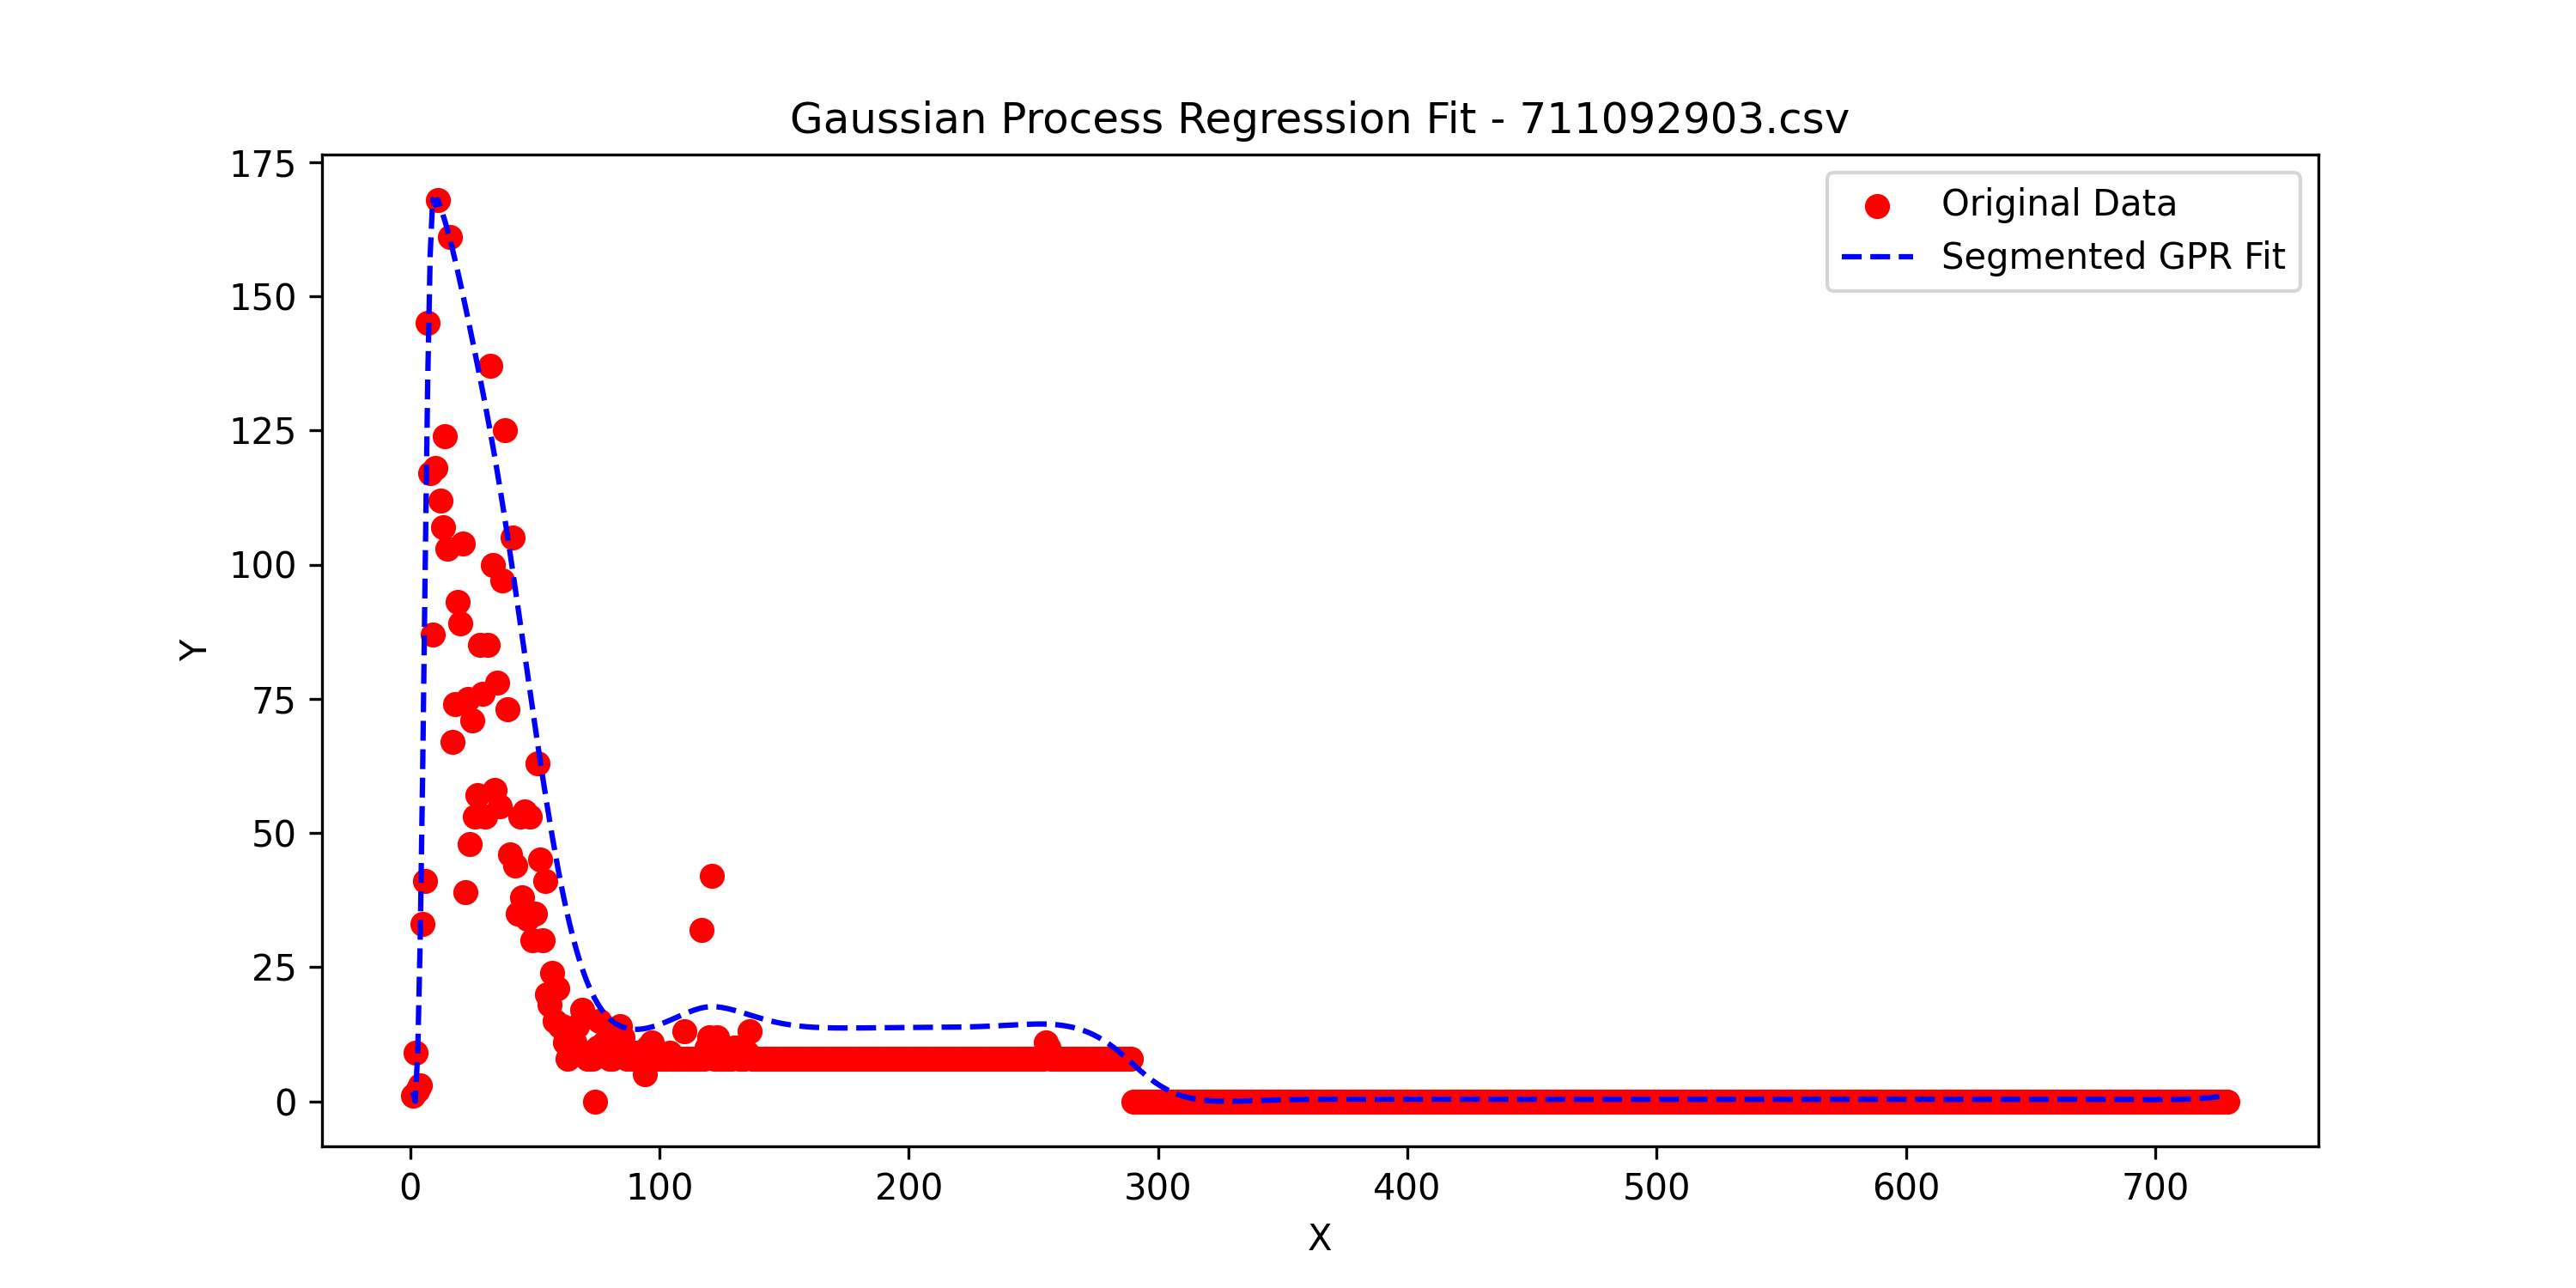 Gaussian Process Regression Fit - 711092903.csv
175
150
125
100
75
50
25
0
Y
Original Data
Segmented GPR Fit
0 100 200 300 400 500 600 700
X